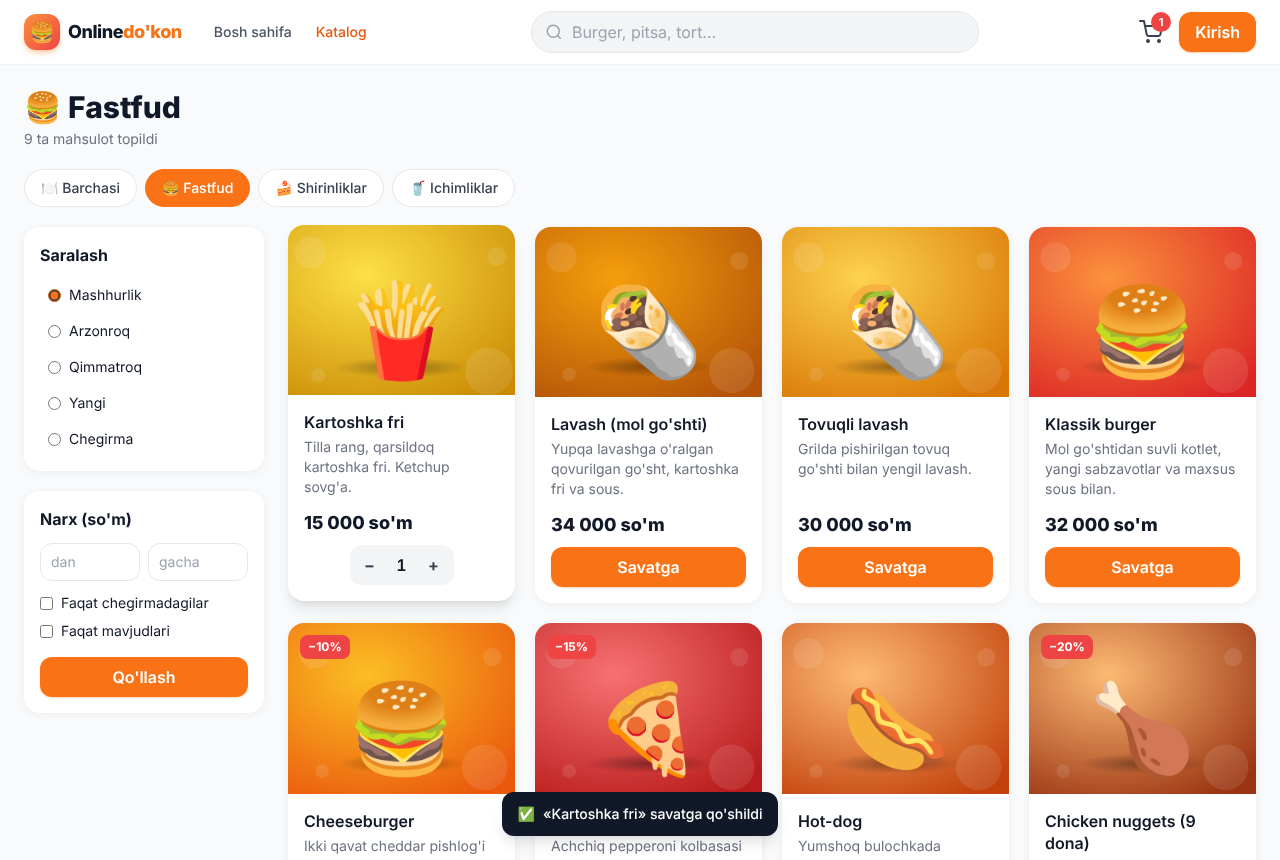 Onlinedo'kon
Bosh sahifa
Katalog
Burger, pitsa, tort...
1
Kirish
Fastfud
9 ta mahsulot topildi
Barchasi
Fastfud
Shirinliklar
Ichimliklar
Saralash
Mashhurlik
Arzonroq
Qimmatroq
Yangi
Chegirma
Narx (so'm)
dan
gacha
Faqat chegirmadagilar
Faqat mavjudlari
Qo'llash
Kartoshka fri
Tilla rang, qarsildoq
kartoshka fri. Ketchup
sovg'a.
15 000 so'm
− 1 +
Lavash (mol go'shti)
Yupqa lavashga o'ralgan
qovurilgan go'sht, kartoshka
fri va sous.
34 000 so'm
Savatga
Tovuqli lavash
Grilda pishirilgan tovuq
go'shti bilan yengil lavash.
30 000 so'm
Savatga
Klassik burger
Mol go'shtidan suvli kotlet,
yangi sabzavotlar va maxsus
sous bilan.
32 000 so'm
Savatga
−10%
Cheeseburger
Ikki qavat cheddar pishlog'i
−15%
Achchiq pepperoni kolbasasi
Hot-dog
Yumshoq bulochkada
−20%
Chicken nuggets (9
dona)
«Kartoshka fri» savatga qo'shildi